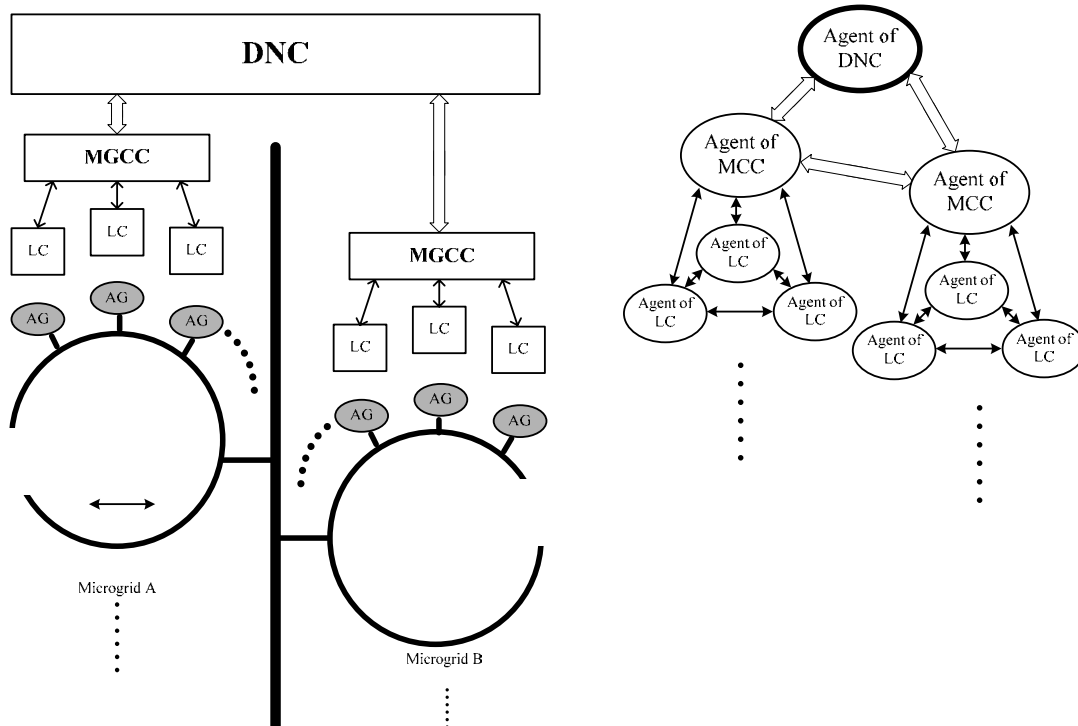 DNC
MGCC
LC
LC
LC
AG
AG
AG
Microgrid A
MGCC
LC
LC
LC
AG
AG
AG
Microgrid B
Agent of
DNC
Agent of
MCC
Agent of
LC
Agent of
LC
Agent of
LC
Agent of
MCC
Agent of
LC
Agent of
LC
Agent of
LC